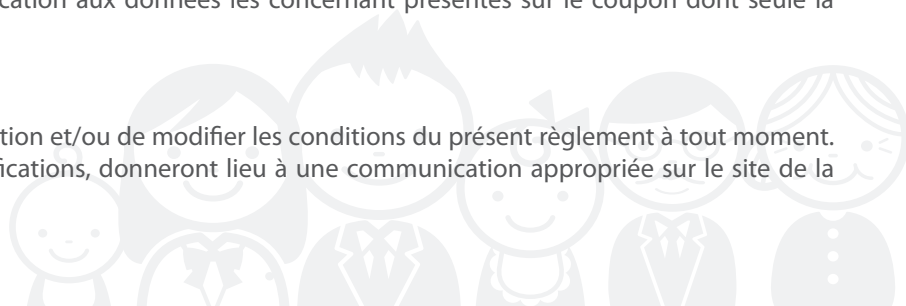 cation aux données les concernant présentes sur le coupon dont seule la
tion et/ou de modifier les conditions du présent règlement à tout moment.
fications, donneront lieu à une communication appropriée sur le site de la